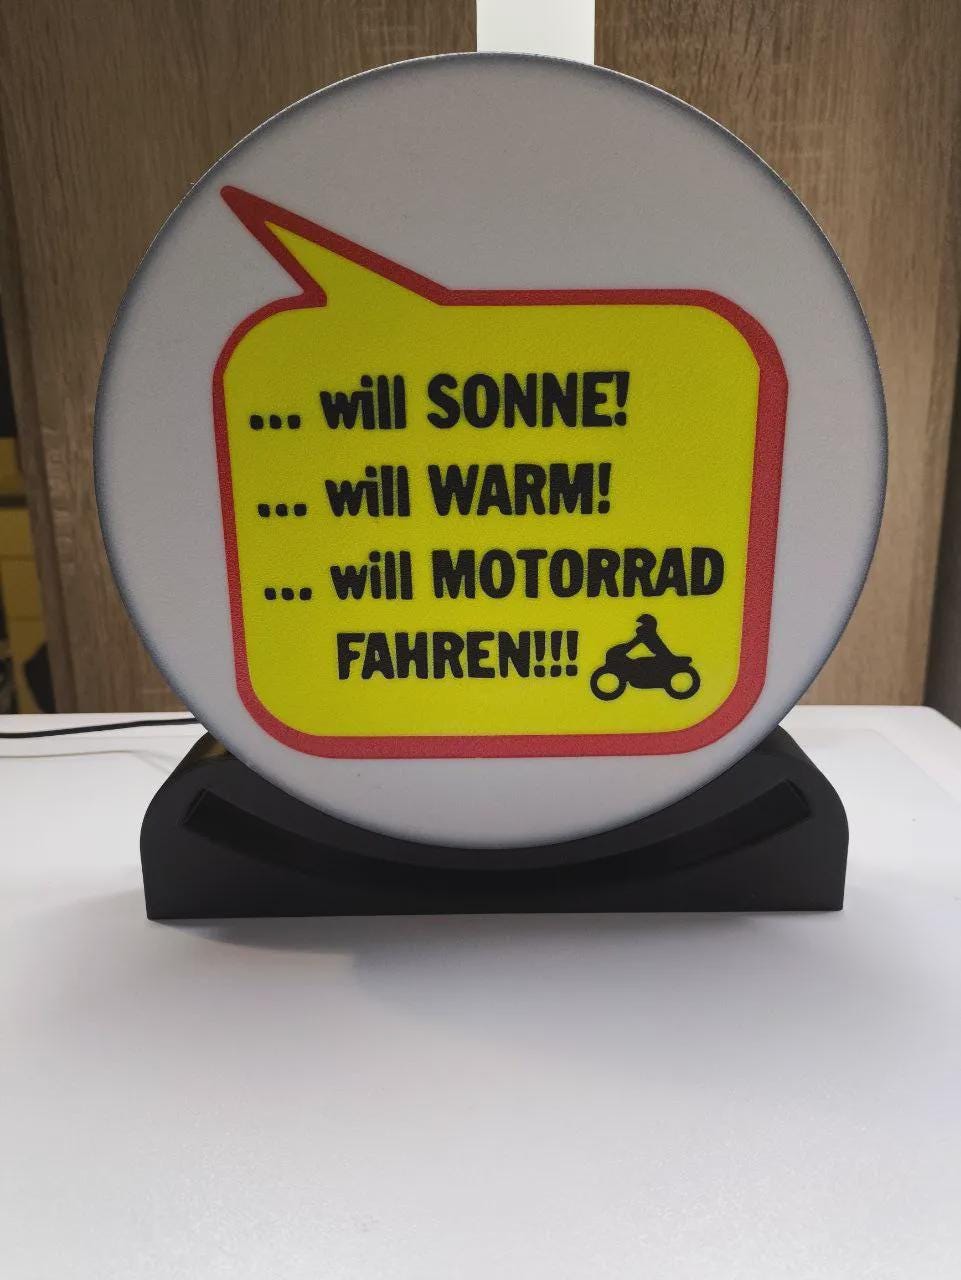 ... will SONNE!
... will WARM!
... will MOTORRAD
FAHREN!!!